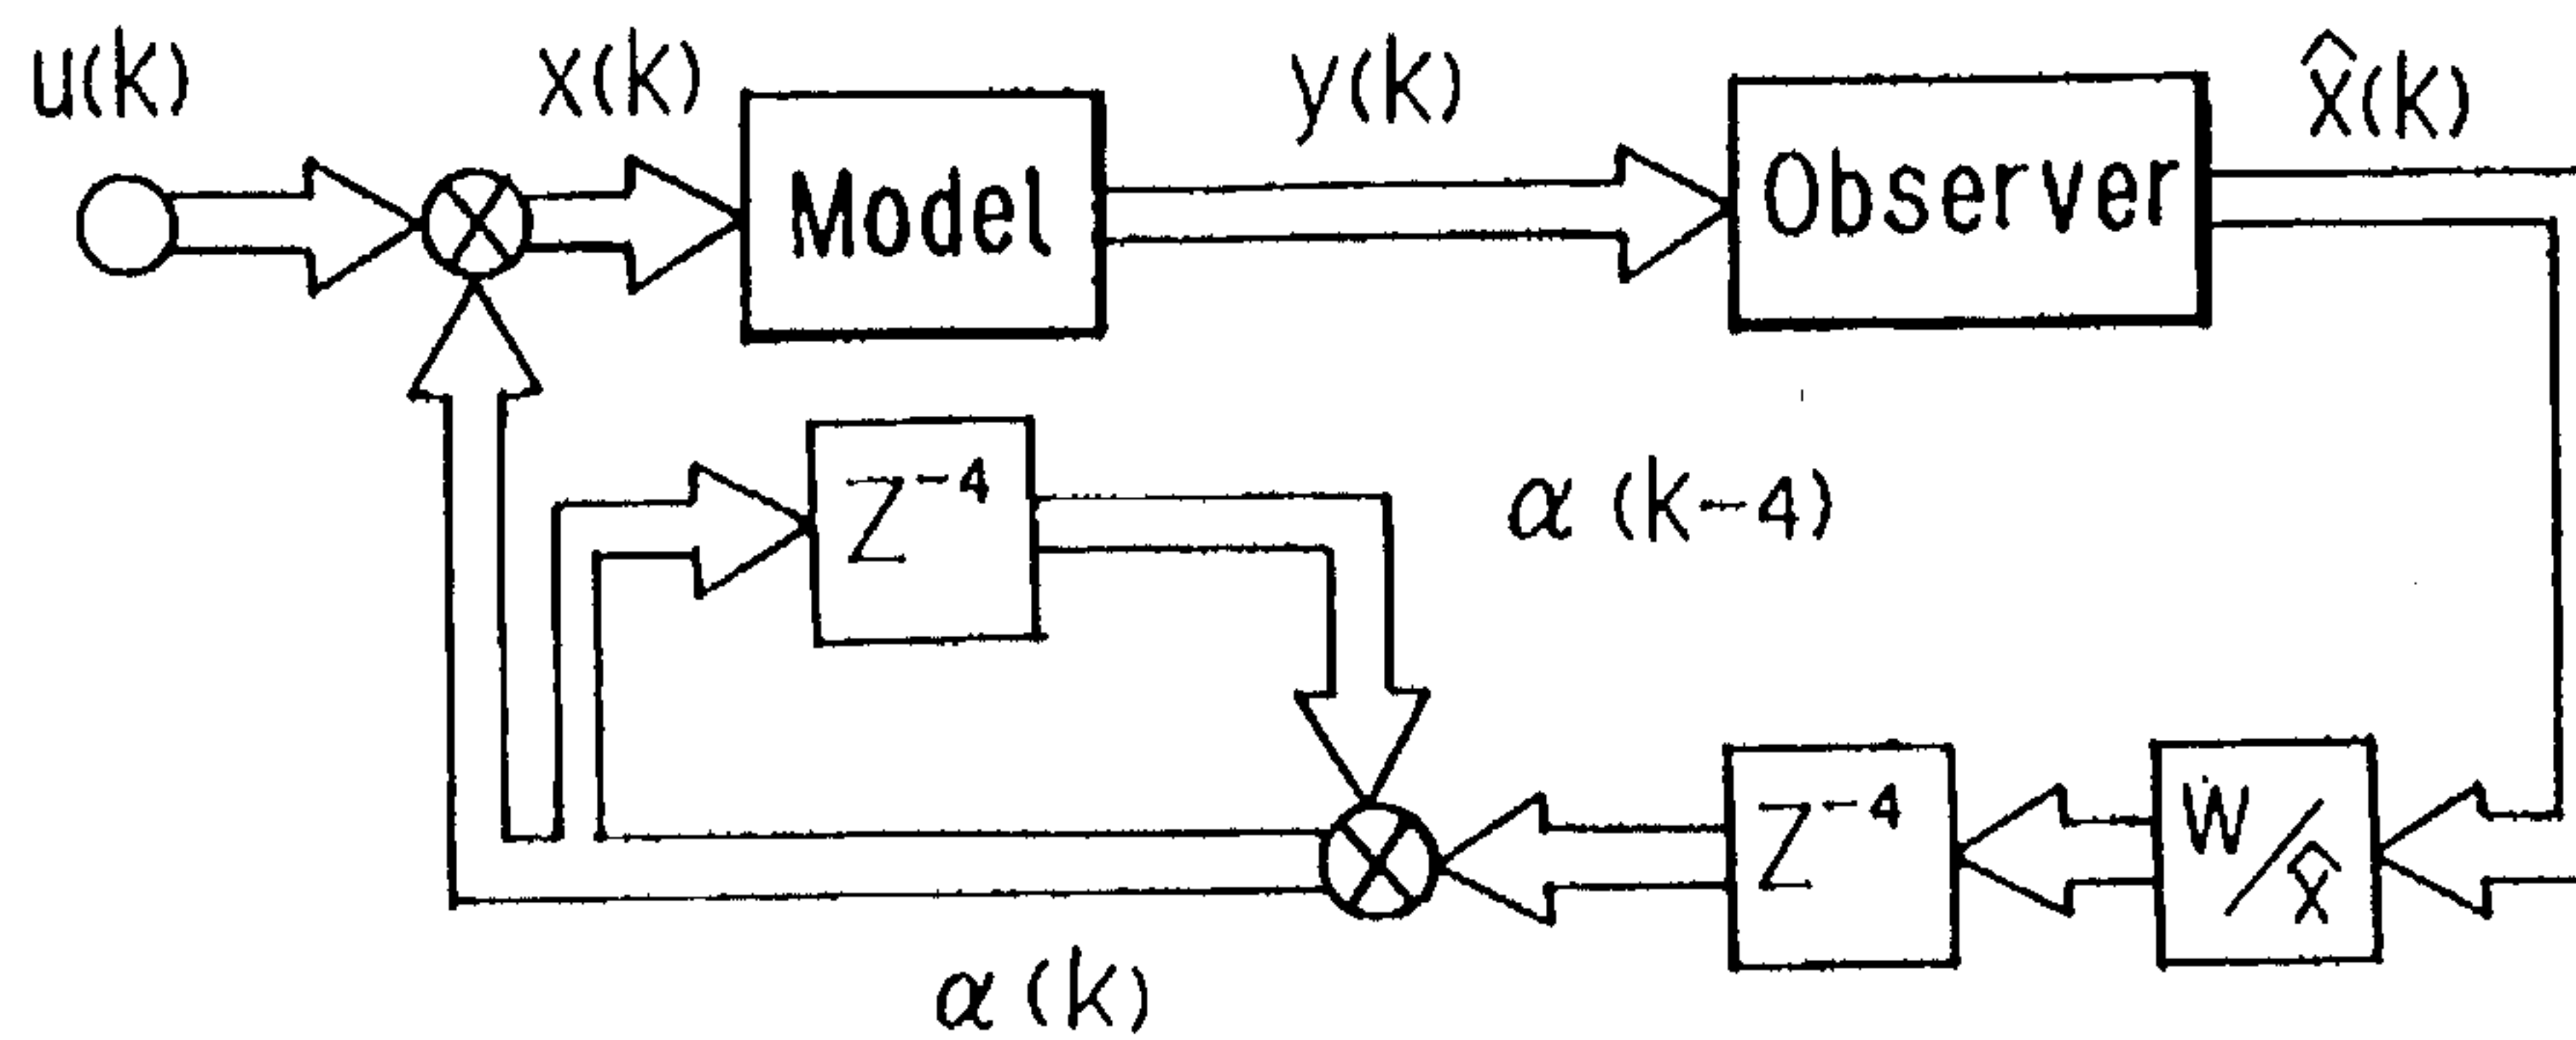 u(k) x(k) y(k) x̂(k)
Model Observer
Z⁻⁴ α (k-4)
Z⁻⁴ W/x̂
α (k)